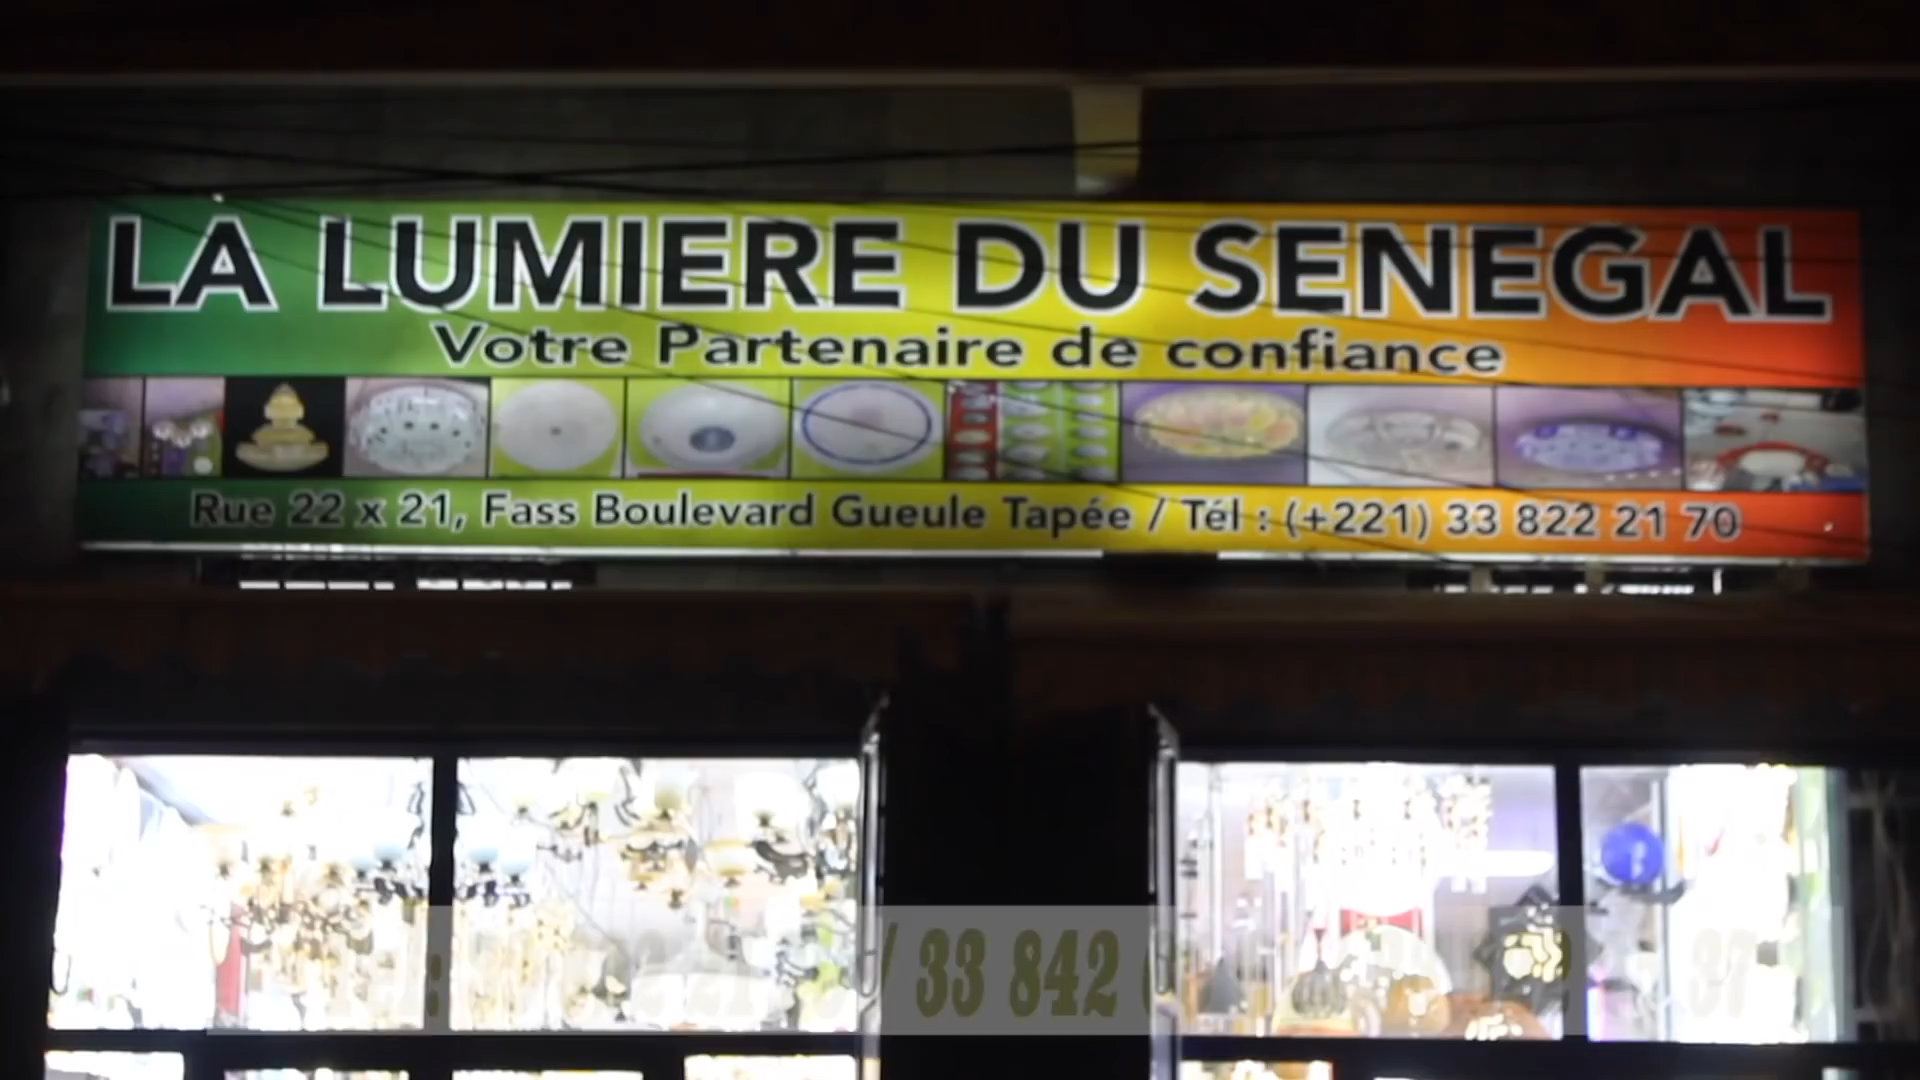 LA LUMIERE DU SENEGAL
Votre Partenaire de confiance
Rue 22 x 21, Fass Boulevard Gueule Tapée / Tél : (+221) 33 822 21 70
/ 33 842